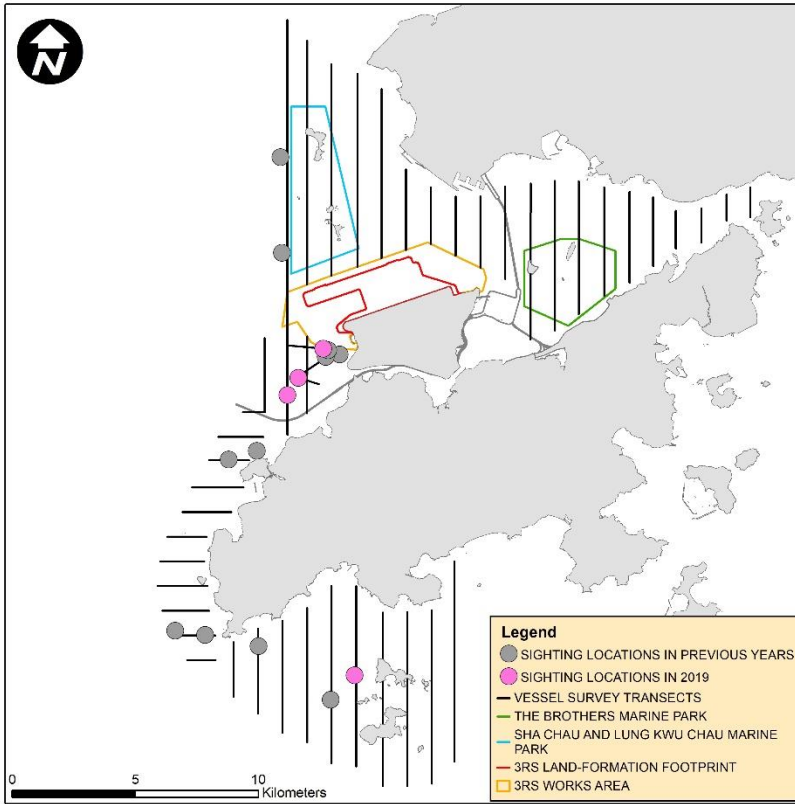 N
Legend
SIGHTING LOCATIONS IN PREVIOUS YEARS
SIGHTING LOCATIONS IN 2019
VESSEL SURVEY TRANSECTS
THE BROTHERS MARINE PARK
SHA CHAU AND LUNG KWU CHAU MARINE
PARK
3RS LAND-FORMATION FOOTPRINT
3RS WORKS AREA
0 5 10
Kilometers